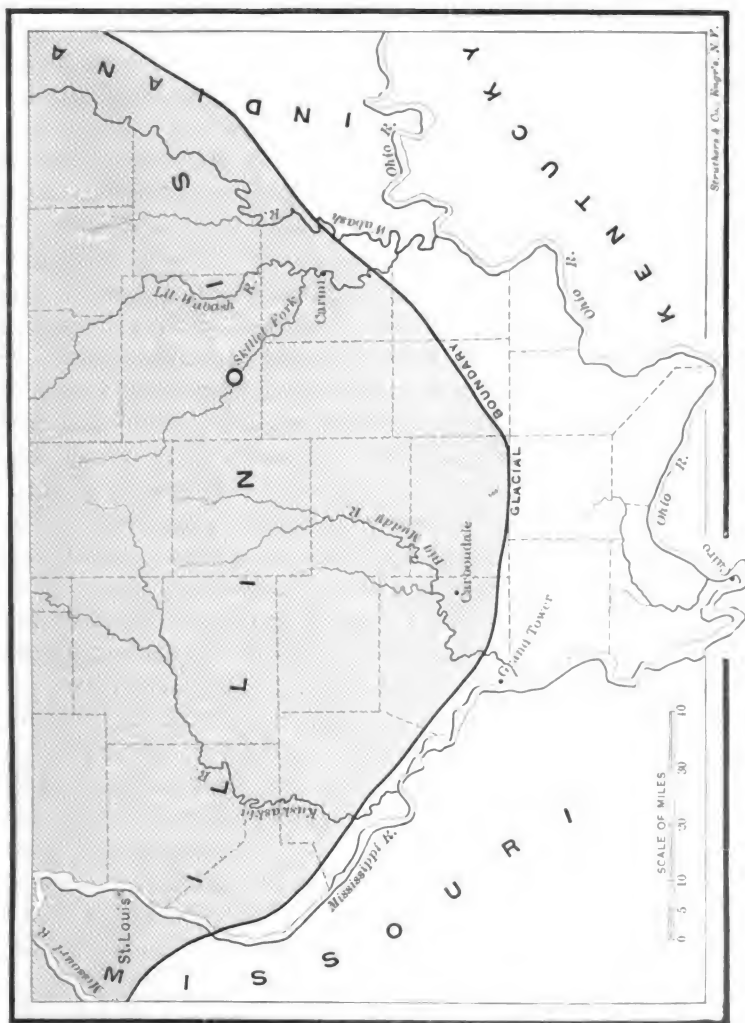 INDIANA
ILLINOIS
MISSOURI
KENTUCKY
Missouri R.
St. Louis
Kaskaskia
R.
Mississippi R.
Big Muddy R.
Carbondale
Grand Tower
Skillet Fork
Lit. Wabash
R.
Carmi
R.
Wabash
Ohio R.
Ohio R.
Ohio R.
Cairo
GLACIAL BOUNDARY
SCALE OF MILES
0 5 10 20 30 40
Struthers & Co., Engr's, N.Y.